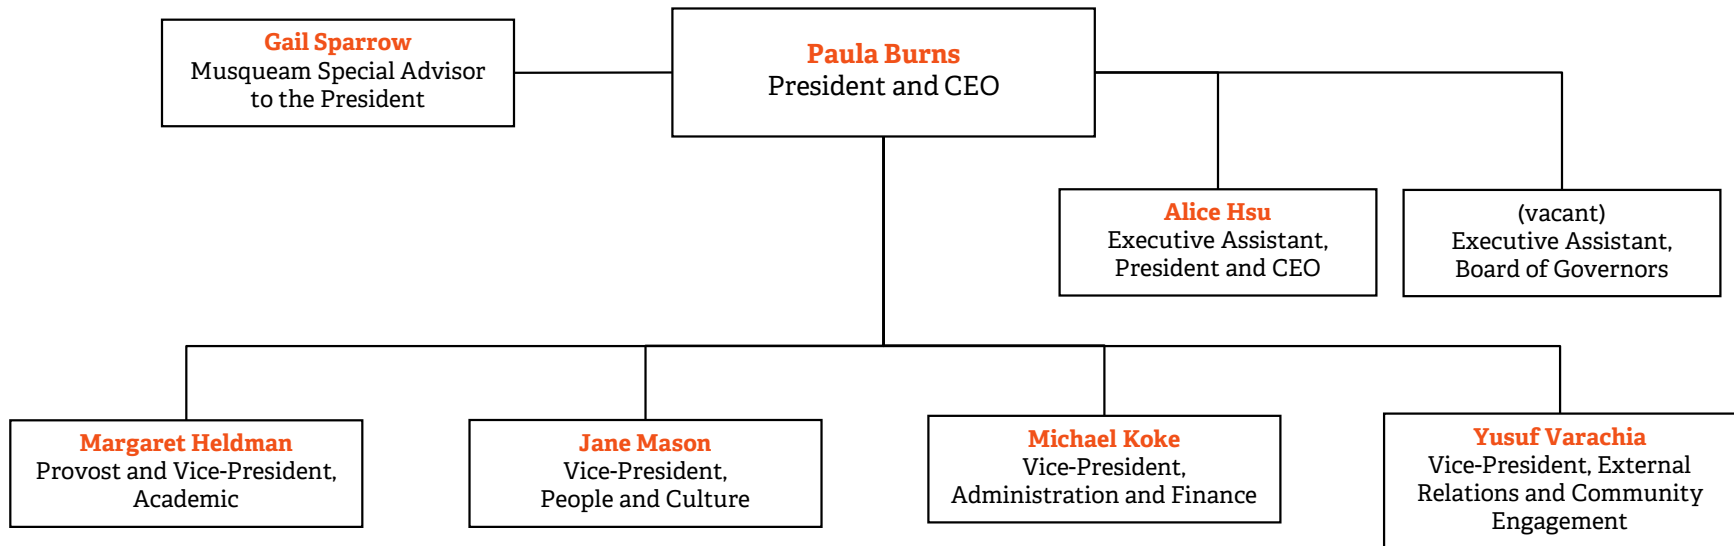 Gail Sparrow
Musqueam Special Advisor
to the President
Paula Burns
President and CEO
Alice Hsu
Executive Assistant,
President and CEO
(vacant)
Executive Assistant,
Board of Governors
Margaret Heldman
Provost and Vice-President,
Academic
Jane Mason
Vice-President,
People and Culture
Michael Koke
Vice-President,
Administration and Finance
Yusuf Varachia
Vice-President, External
Relations and Community
Engagement